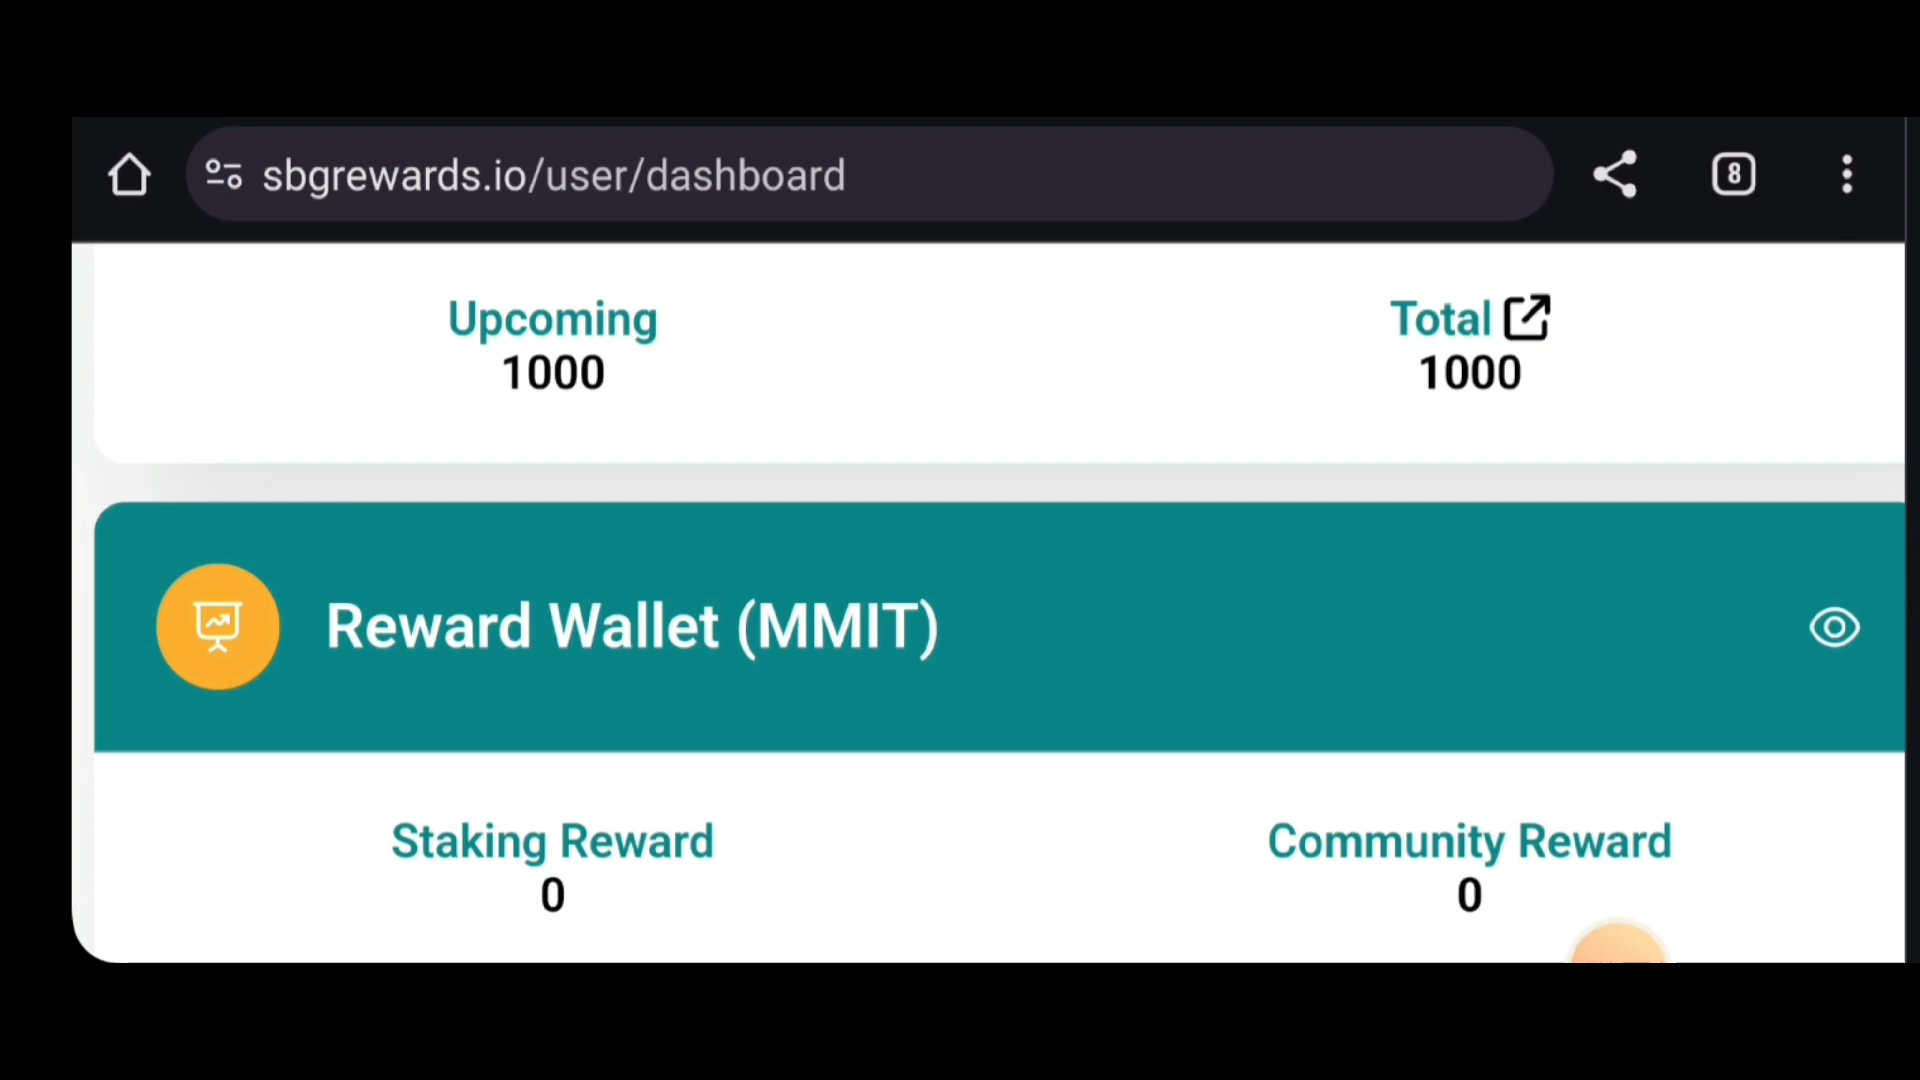 sbgrewards.io/user/dashboard
8
Upcoming
Total
1000
1000
Reward Wallet (MMIT)
Staking Reward
Community Reward
0
0